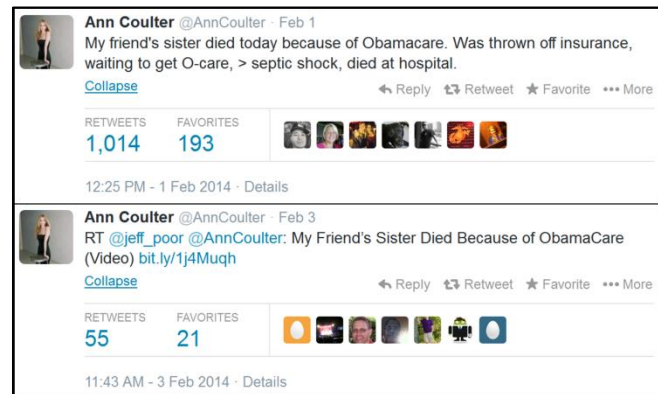 Ann Coulter @AnnCoulter · Feb 1
My friend's sister died today because of Obamacare. Was thrown off insurance,
waiting to get O-care, > septic shock, died at hospital.
Collapse Reply Retweet Favorite ••• More
RETWEETS FAVORITES
1,014 193
12:25 PM - 1 Feb 2014 · Details
Ann Coulter @AnnCoulter · Feb 3
RT @jeff_poor @AnnCoulter: My Friend’s Sister Died Because of ObamaCare
(Video) bit.ly/1j4Muqh
Collapse Reply Retweet Favorite ••• More
RETWEETS FAVORITES
55 21
11:43 AM - 3 Feb 2014 · Details